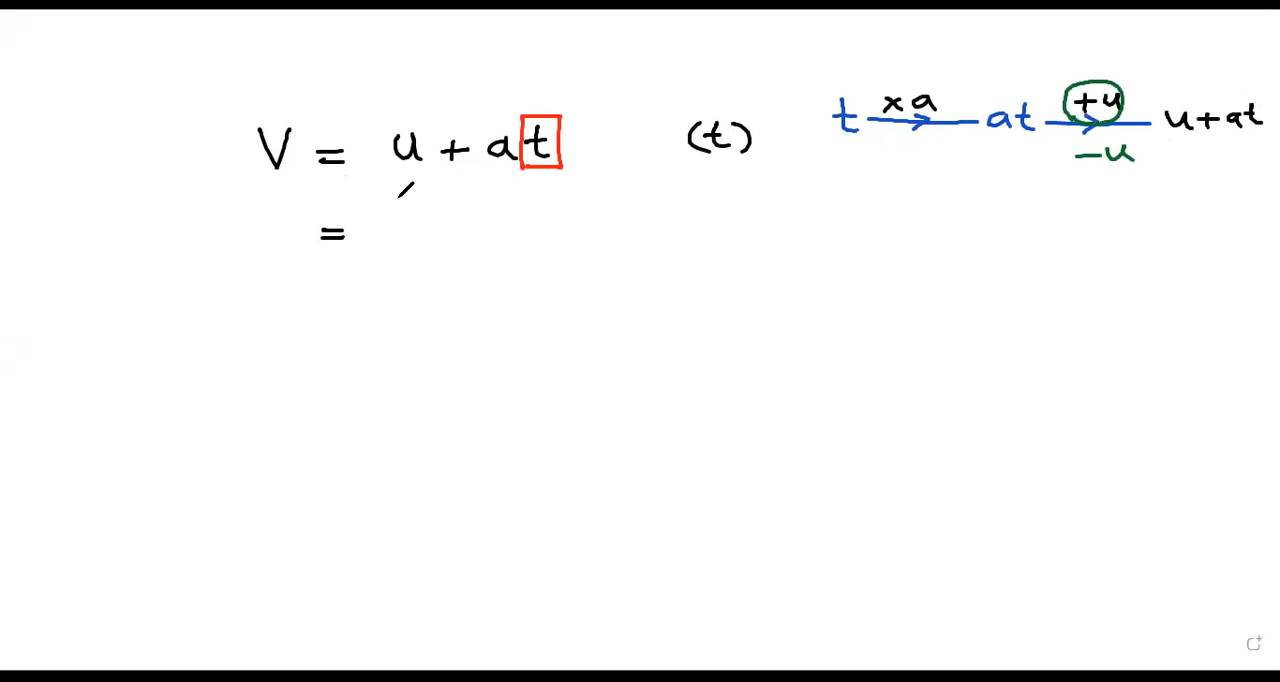 V = u + at (t) t ×a at +u u+at
-u
=